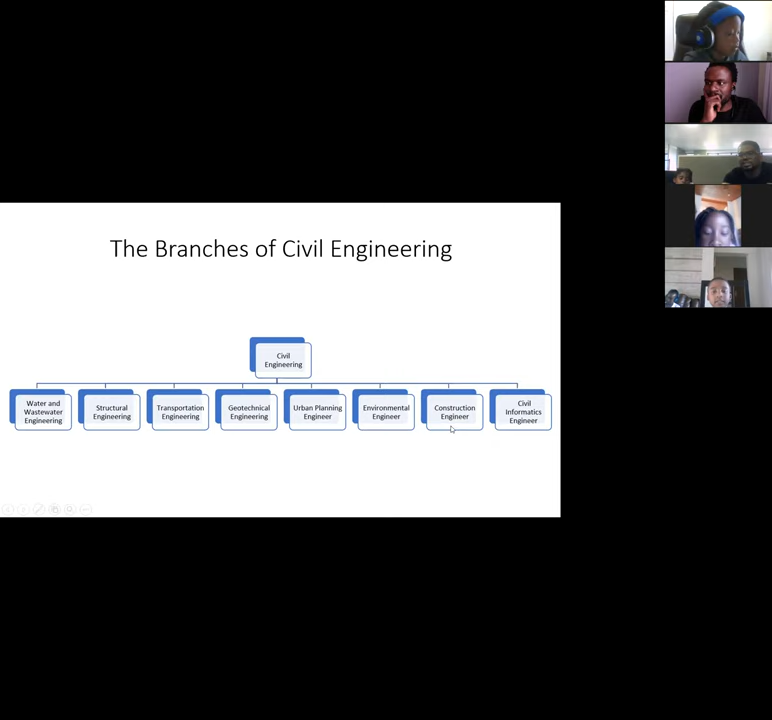 The Branches of Civil Engineering
Civil
Engineering
Water and
Wastewater
Engineering
Structural
Engineering
Transportation
Engineering
Geotechnical
Engineering
Urban Planning
Engineer
Environmental
Engineer
Construction
Engineer
Civil
Informatics
Engineer